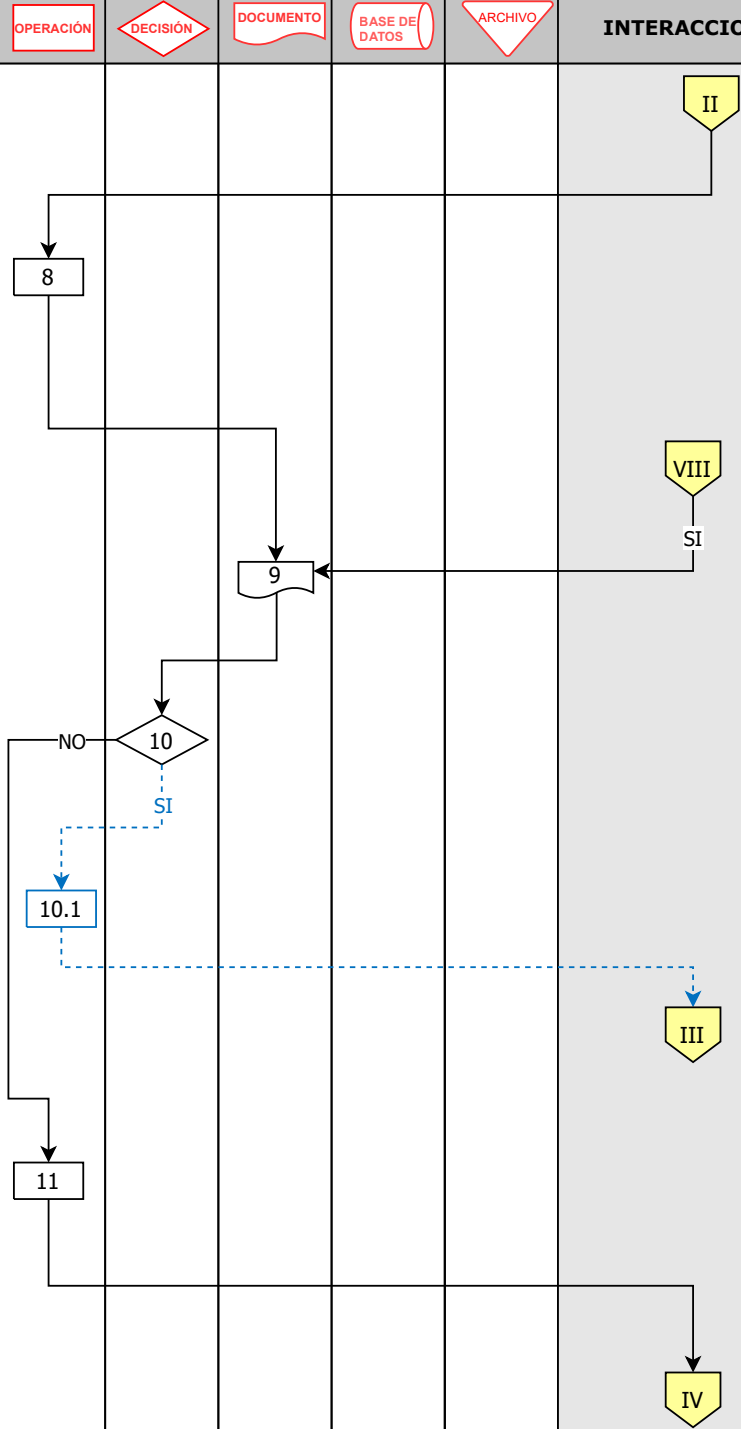 OPERACIÓN
DECISIÓN
DOCUMENTO
BASE DE
DATOS
ARCHIVO
INTERACCIO
II
8
VIII
SI
9
10
NO
SI
10.1
III
11
IV